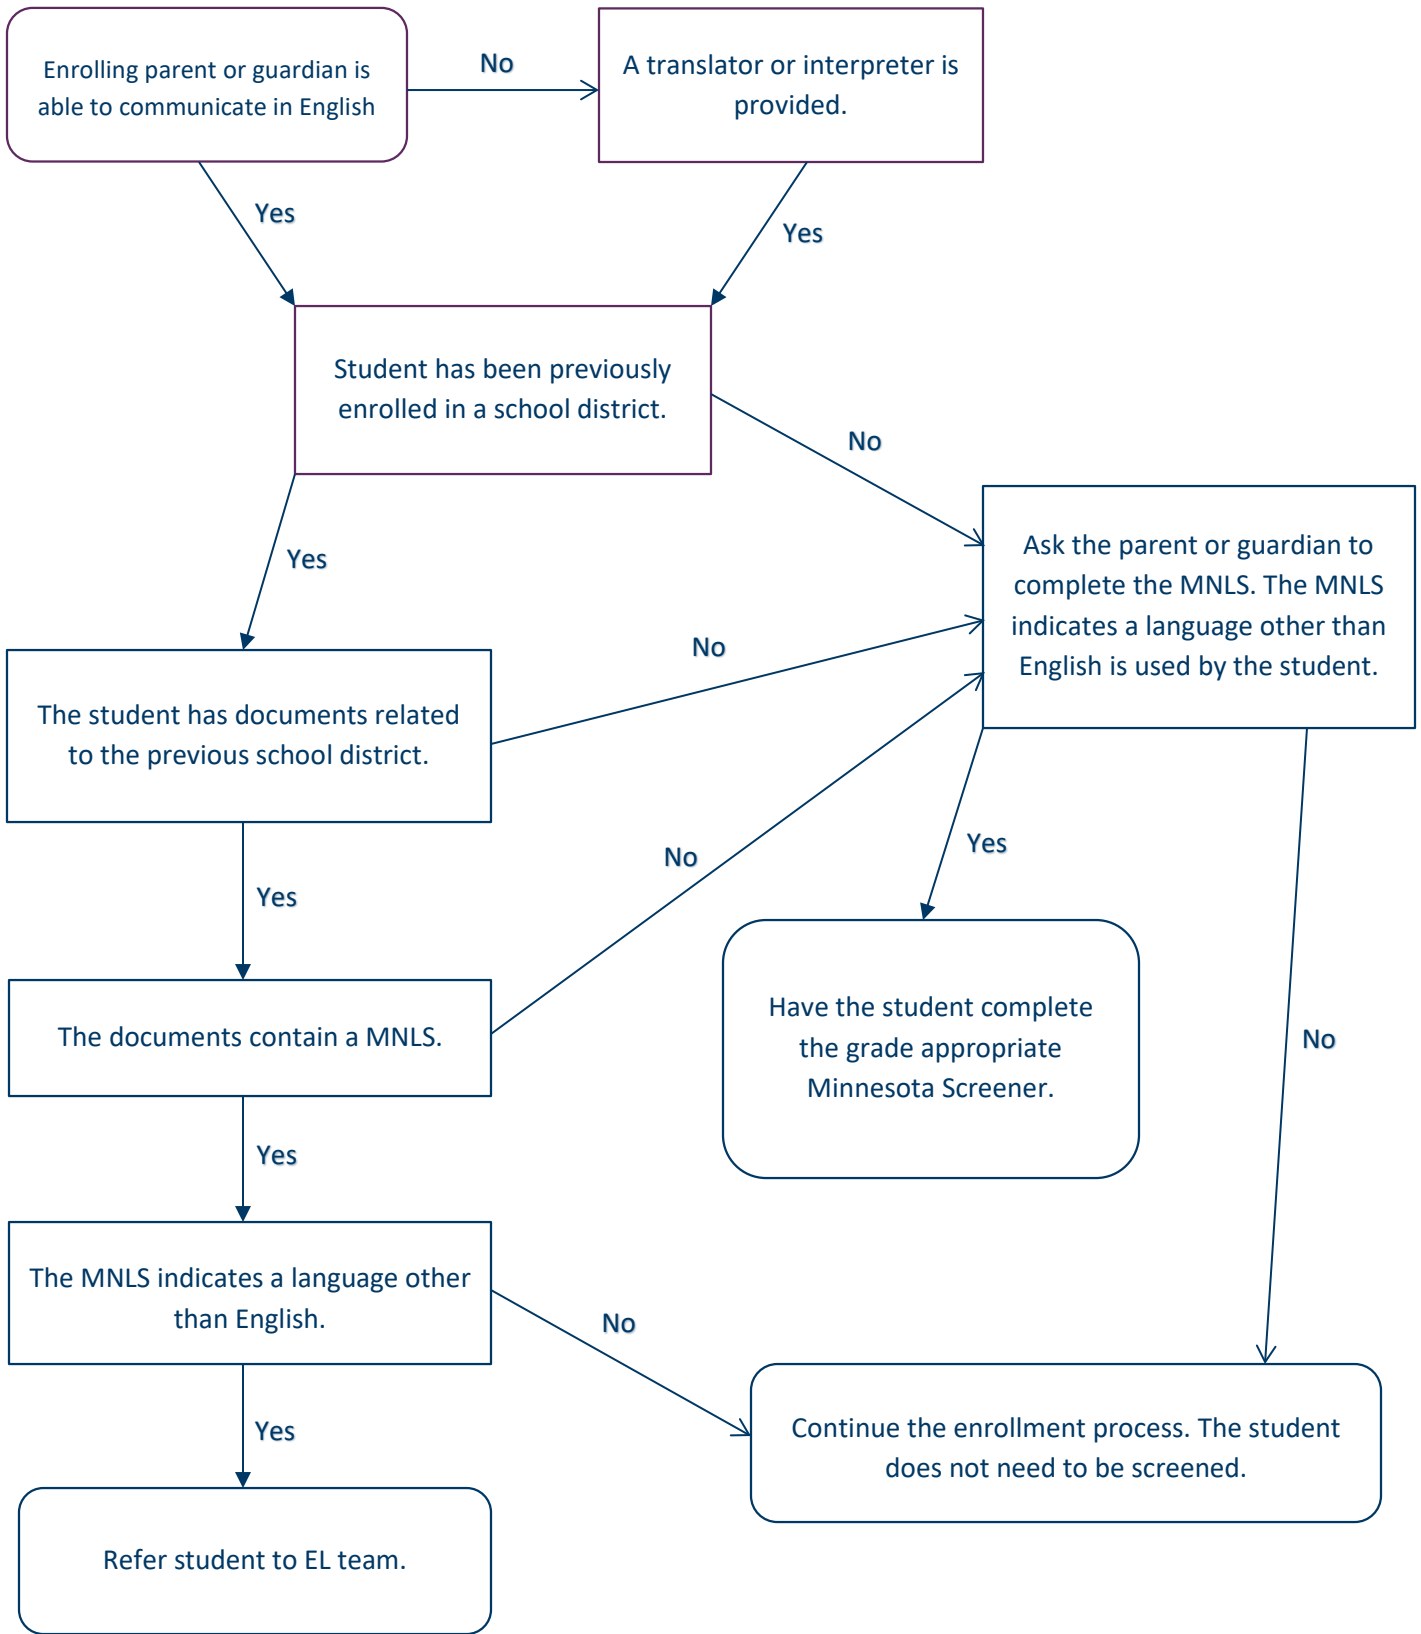 Enrolling parent or guardian is
able to communicate in English
No
A translator or interpreter is
provided.
Yes
Yes
Student has been previously
enrolled in a school district.
No
Yes
Ask the parent or guardian to
complete the MNLS. The MNLS
indicates a language other than
English is used by the student.
No
The student has documents related
to the previous school district.
Yes
No
Yes
Have the student complete
the grade appropriate
Minnesota Screener.
No
The documents contain a MNLS.
Yes
The MNLS indicates a language other
than English.
No
Yes
Continue the enrollment process. The student
does not need to be screened.
Refer student to EL team.